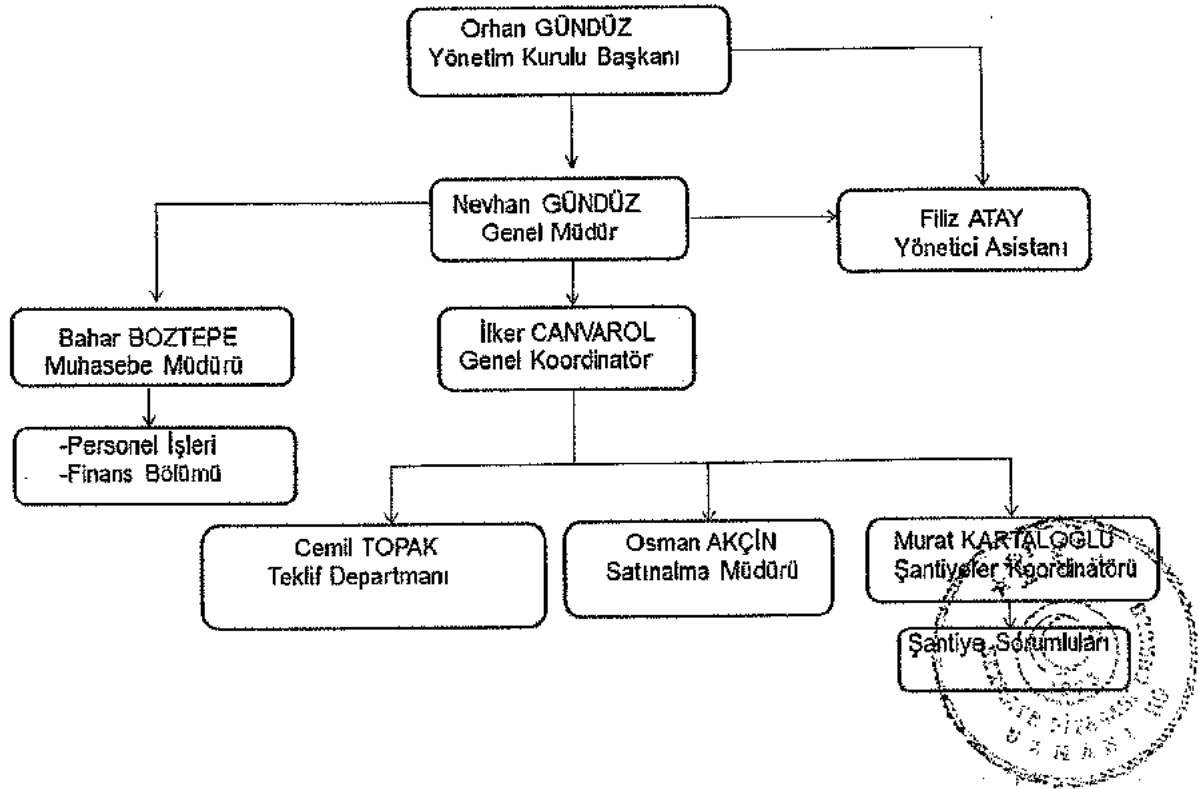 Orhan GÜNDÜZ
Yönetim Kurulu Başkanı
Nevhan GÜNDÜZ
Genel Müdür
Filiz ATAY
Yönetici Asistanı
Bahar BOZTEPE
Muhasebe Müdürü
İlker CANVAROL
Genel Koordinatör
-Personel İşleri
-Finans Bölümü
Cemil TOPAK
Teklif Departmanı
Osman AKÇİN
Satınalma Müdürü
Murat KARTALOĞLU
Şantiyeler Koordinatörü
Şantiye Sorumluları